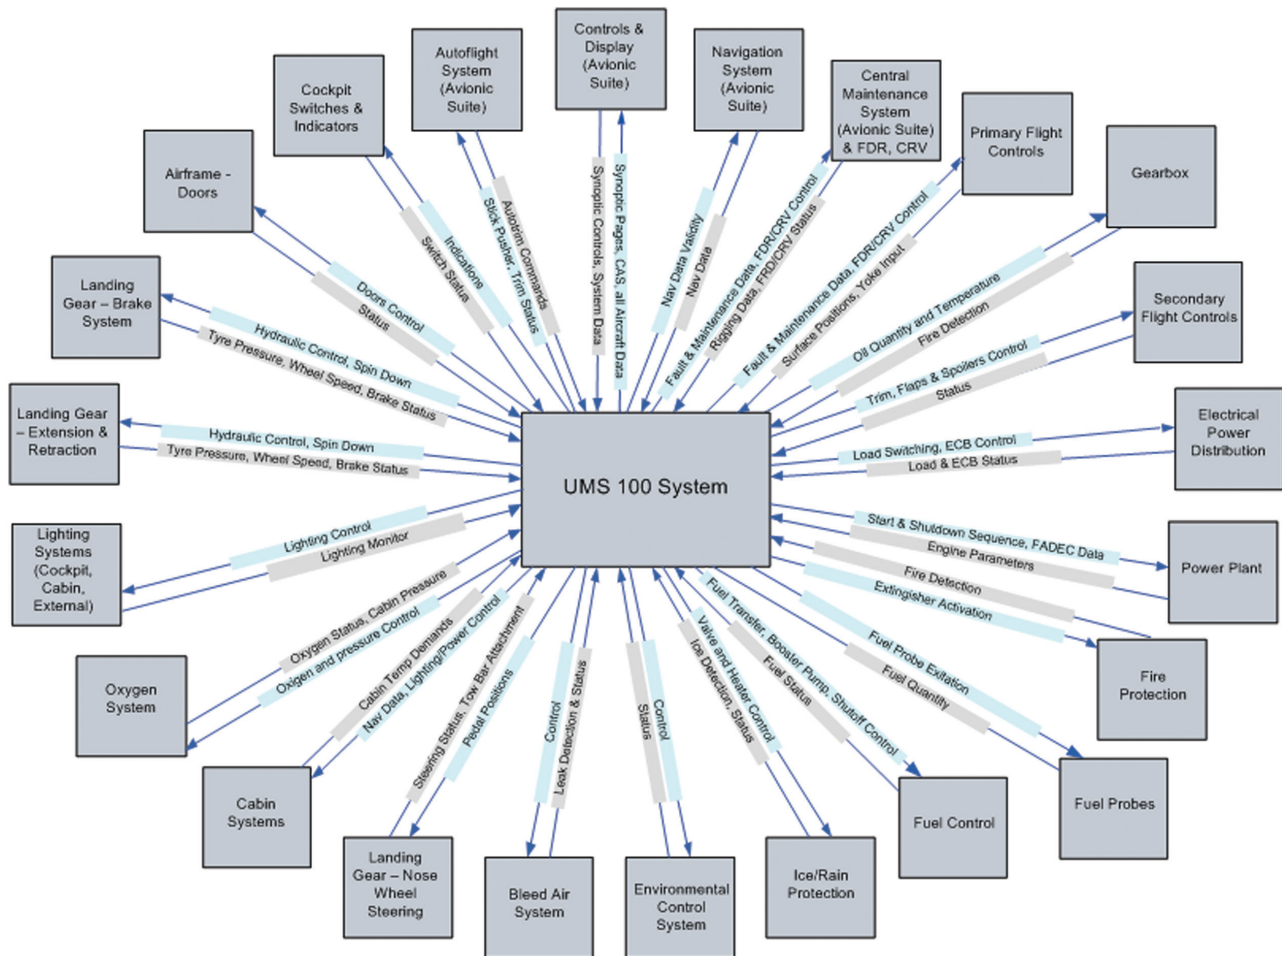 Controls &
Display
(Avionic
Suite)
Autoflight
System
(Avionic
Suite)
Navigation
System
(Avionic
Suite)
Cockpit
Switches &
Indicators
Central
Maintenance
System
(Avionic Suite)
& FDR, CRV
Primary Flight
Controls
Airframe -
Doors
Gearbox
Landing
Gear – Brake
System
Secondary
Flight Controls
Landing Gear
– Extension &
Retraction
Electrical
Power
Distribution
UMS 100 System
Lighting
Systems
(Cockpit,
Cabin,
External)
Power Plant
Oxygen
System
Fire
Protection
Cabin
Systems
Fuel Probes
Landing
Gear – Nose
Wheel
Steering
Bleed Air
System
Environmental
Control
System
Ice/Rain
Protection
Fuel Control
Synoptic Controls, System Data
Synoptic Pages, CAS, all Aircraft Data
Nav Data Validity
Nav Data
Fault & Maintenance Data, FDR/CRV Control
Rigging Data, FRD/CRV Status
Fault & Maintenance Data, FDR/CRV Control
Surface Positions, Yoke Input
Oil Quantity and Temperature
Fire Detection
Trim, Flaps & Spoilers Control
Status
Load Switching, ECB Control
Load & ECB Status
Start & Shutdown Sequence, FADEC Data
Engine Parameters
Fire Detection
Extingisher Activation
Fuel Probe Exitation
Fuel Quantity
Fuel Transfer, Booster Pump, Shutoff Control
Fuel Status
Valve and Heater Control
Ice Detection, Status
Control
Status
Control
Leak Detection & Status
Steering Status, Tow Bar Attachment
Pedal Positions
Cabin Temp Demands
Nav Data, Lighting/Power Control
Oxygen Status, Cabin Pressure
Oxigen and pressure Control
Lighting Control
Lighting Monitor
Hydraulic Control, Spin Down
Tyre Pressure, Wheel Speed, Brake Status
Hydraulic Control, Spin Down
Tyre Pressure, Wheel Speed, Brake Status
Doors Control
Status
Indications
Switch Status
Autotrim Commands
Stick Pusher, Trim Status